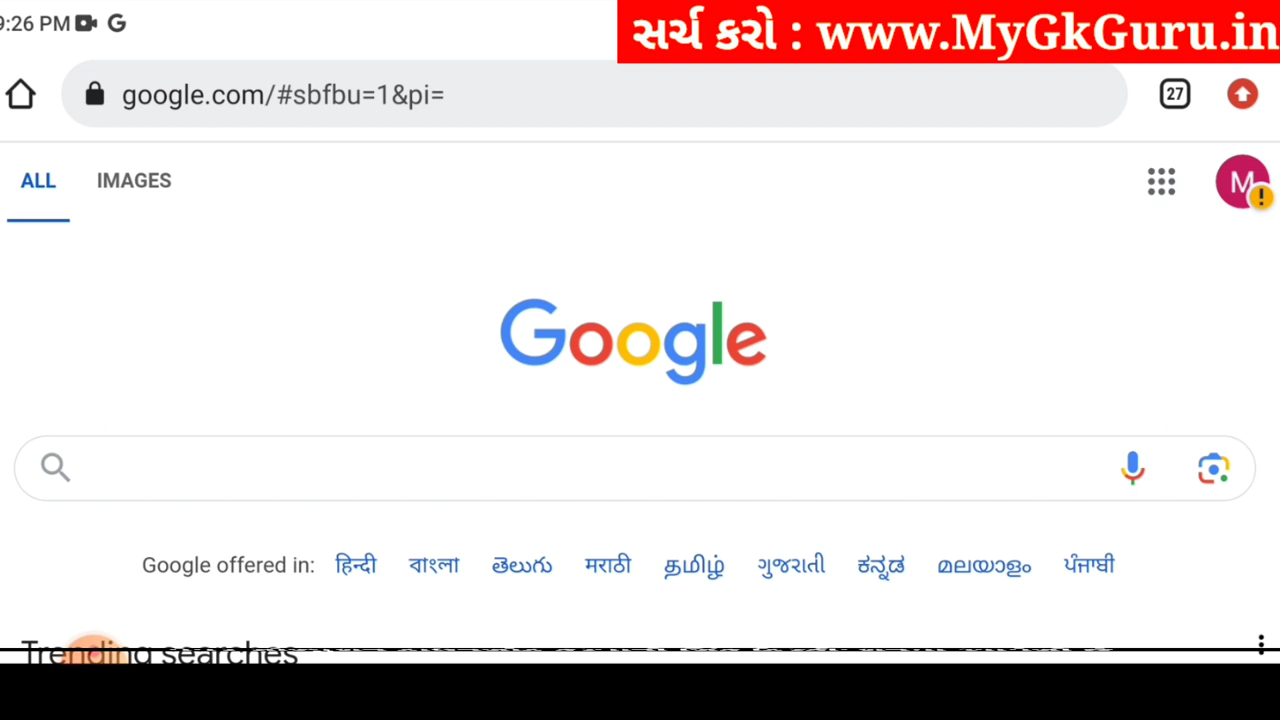 9:26 PM
સર્ચ કરો : www.MyGkGuru.in
google.com/#sbfbu=1&pi=
27
ALL IMAGES
M
Google
Google offered in: हिन्दी বাংলা తెలుగు मराठी தமிழ் ગુજરાતી ಕನ್ನಡ മലയാളം ਪੰਜਾਬੀ
Trending searches